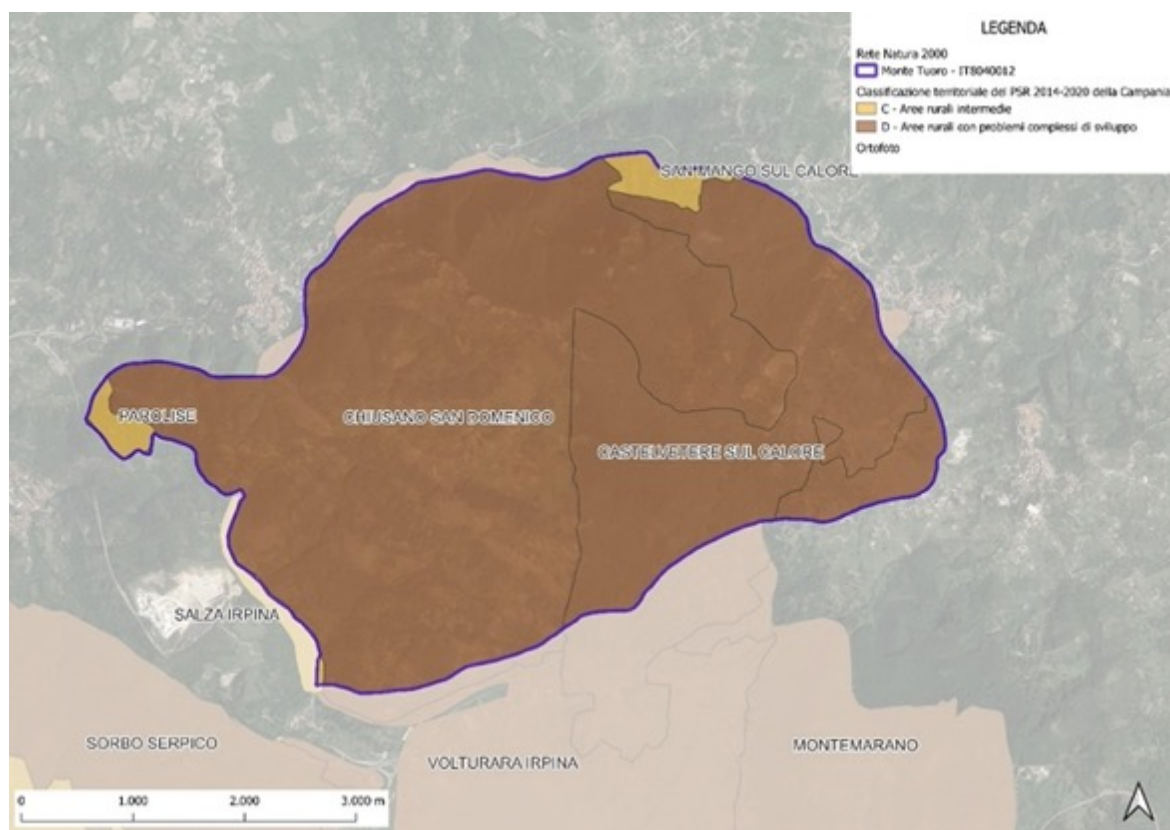 LEGENDA
Rete Natura 2000
Monte Tuoro - IT8040012
Classificazione territoriale del PSR 2014-2020 della Campania
C - Aree rurali intermedie
D - Aree rurali con problemi complessi di sviluppo
Ortofoto
SAN MANGO SUL CALORE
PAROLISE
CHIUSANO SAN DOMENICO
CASTELVETERE SUL CALORE
SALZA IRPINA
SORBO SERPICO
VOLTURARA IRPINA
MONTEMARANO
0 1.000 2.000 3.000 m